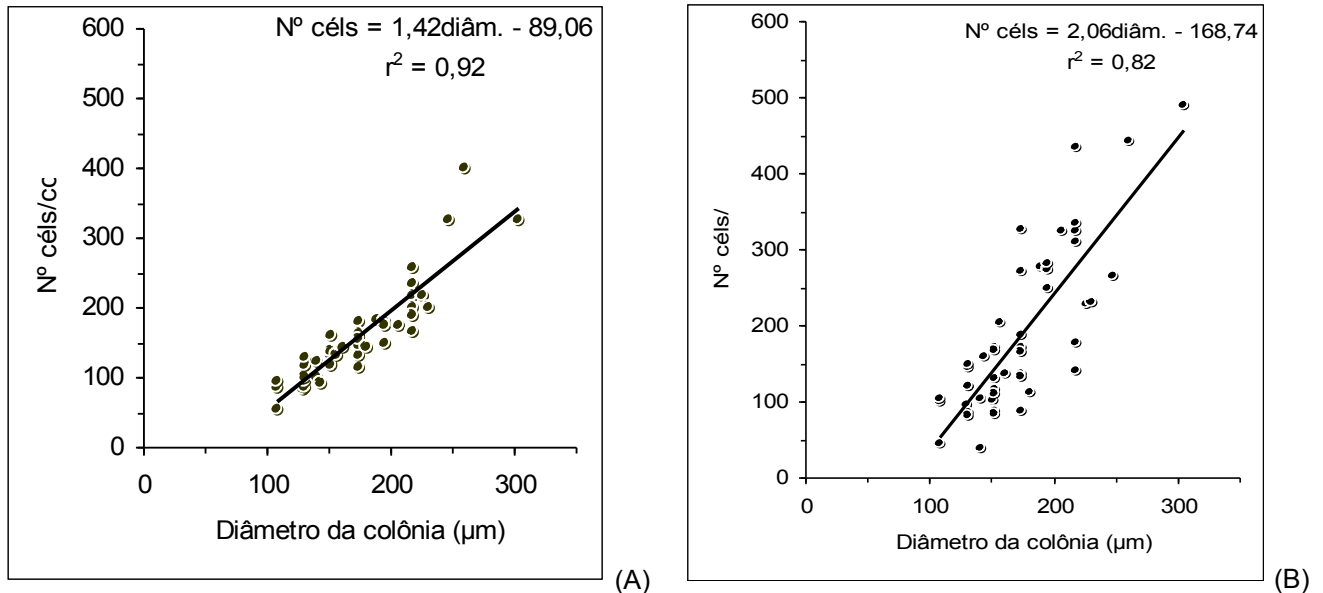 Nº céls = 1,42diâm. - 89,06
r² = 0,92
600
500
400
300
200
100
0
Nº céls/cc
0 100 200 300
Diâmetro da colônia (µm)
(A)
Nº céls = 2,06diâm. - 168,74
r² = 0,82
600
500
400
300
200
100
0
Nº céls/
0 100 200 300
Diâmetro da colônia (µm)
(B)